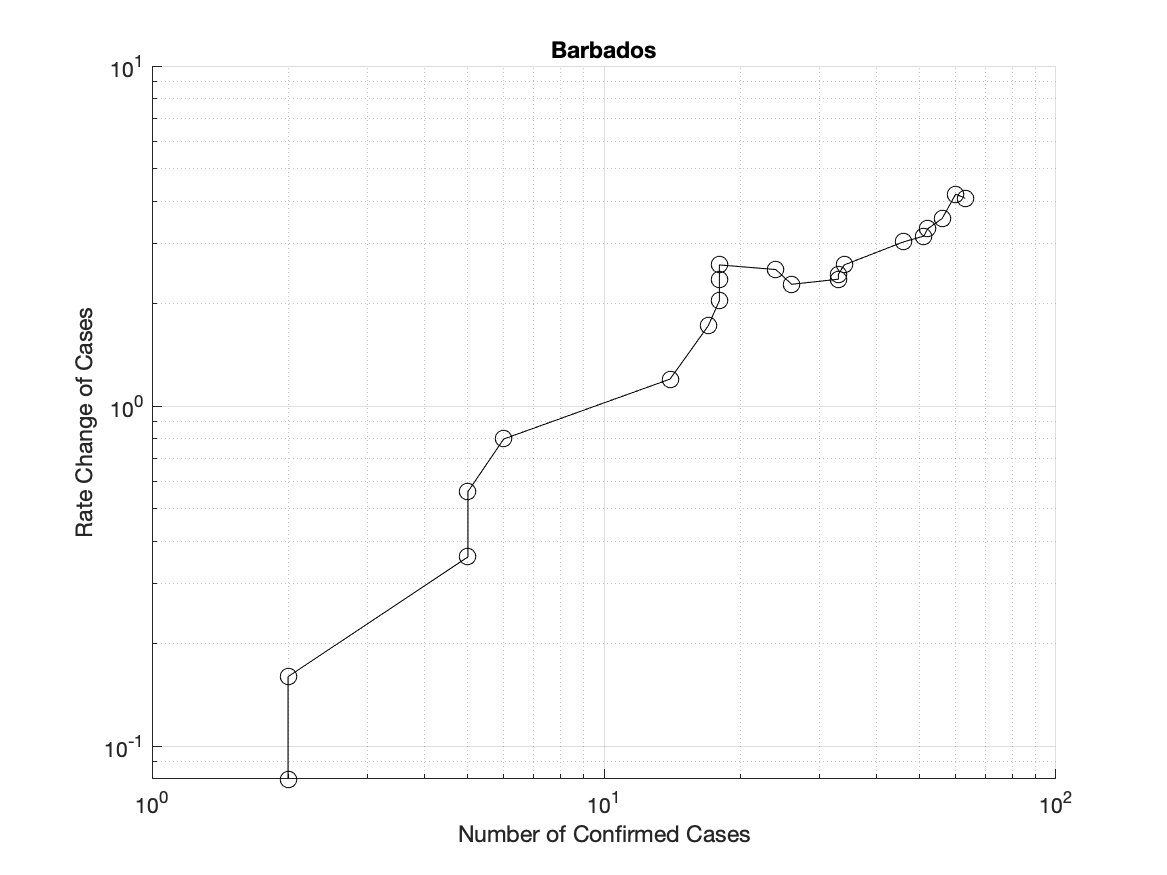 Barbados
10^1
10^0
10^-1
Rate Change of Cases
10^0
10^1
10^2
Number of Confirmed Cases